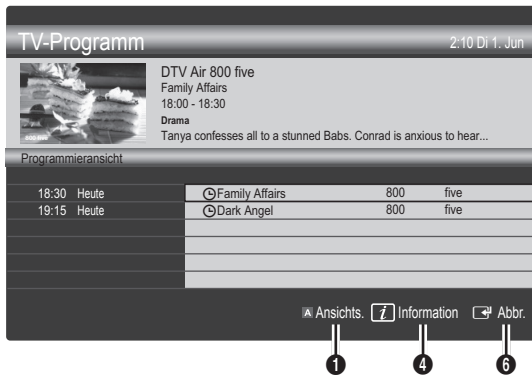 TV-Programm 2:10 Di 1. Jun
DTV Air 800 five
Family Affairs
18:00 - 18:30
Drama
Tanya confesses all to a stunned Babs. Conrad is anxious to hear...
800 five
Programmieransicht
18:30 Heute Family Affairs 800 five
19:15 Heute Dark Angel 800 five
A Ansichts. i Information Abbr.
1 4 6